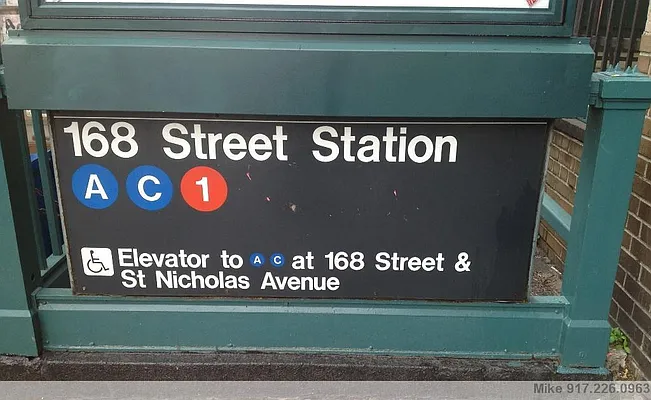 168 Street Station
A C 1
Elevator to A C at 168 Street &
St Nicholas Avenue
Mike 917.226.0963